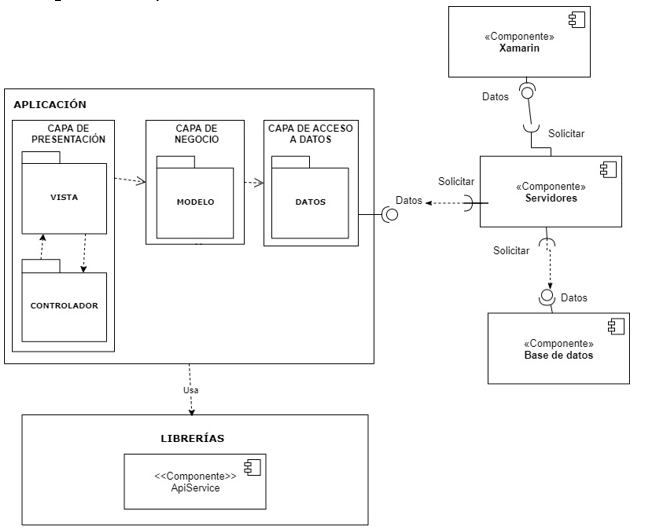 «Componente»
Xamarin
Datos
Solicitar
APLICACIÓN
CAPA DE
PRESENTACIÓN
VISTA
CONTROLADOR
CAPA DE
NEGOCIO
MODELO
CAPA DE ACCESO
A DATOS
DATOS
Datos
Solicitar
«Componente»
Servidores
Solicitar
Datos
«Componente»
Base de datos
Usa
LIBRERÍAS
<<Componente>>
ApiService